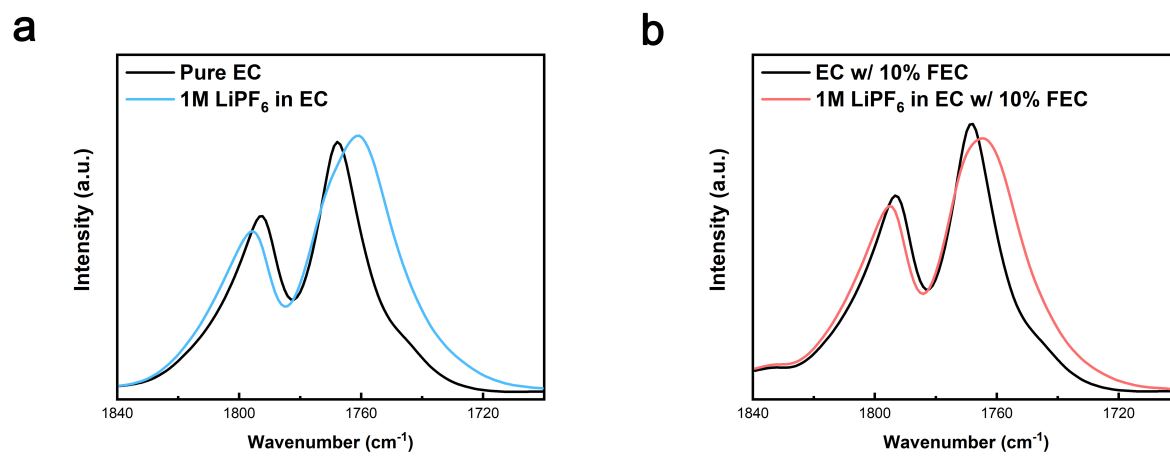 a
Pure EC
1M LiPF₆ in EC
Intensity (a.u.)
1840 1800 1760 1720
Wavenumber (cm⁻¹)
b
EC w/ 10% FEC
1M LiPF₆ in EC w/ 10% FEC
Intensity (a.u.)
1840 1800 1760 1720
Wavenumber (cm⁻¹)